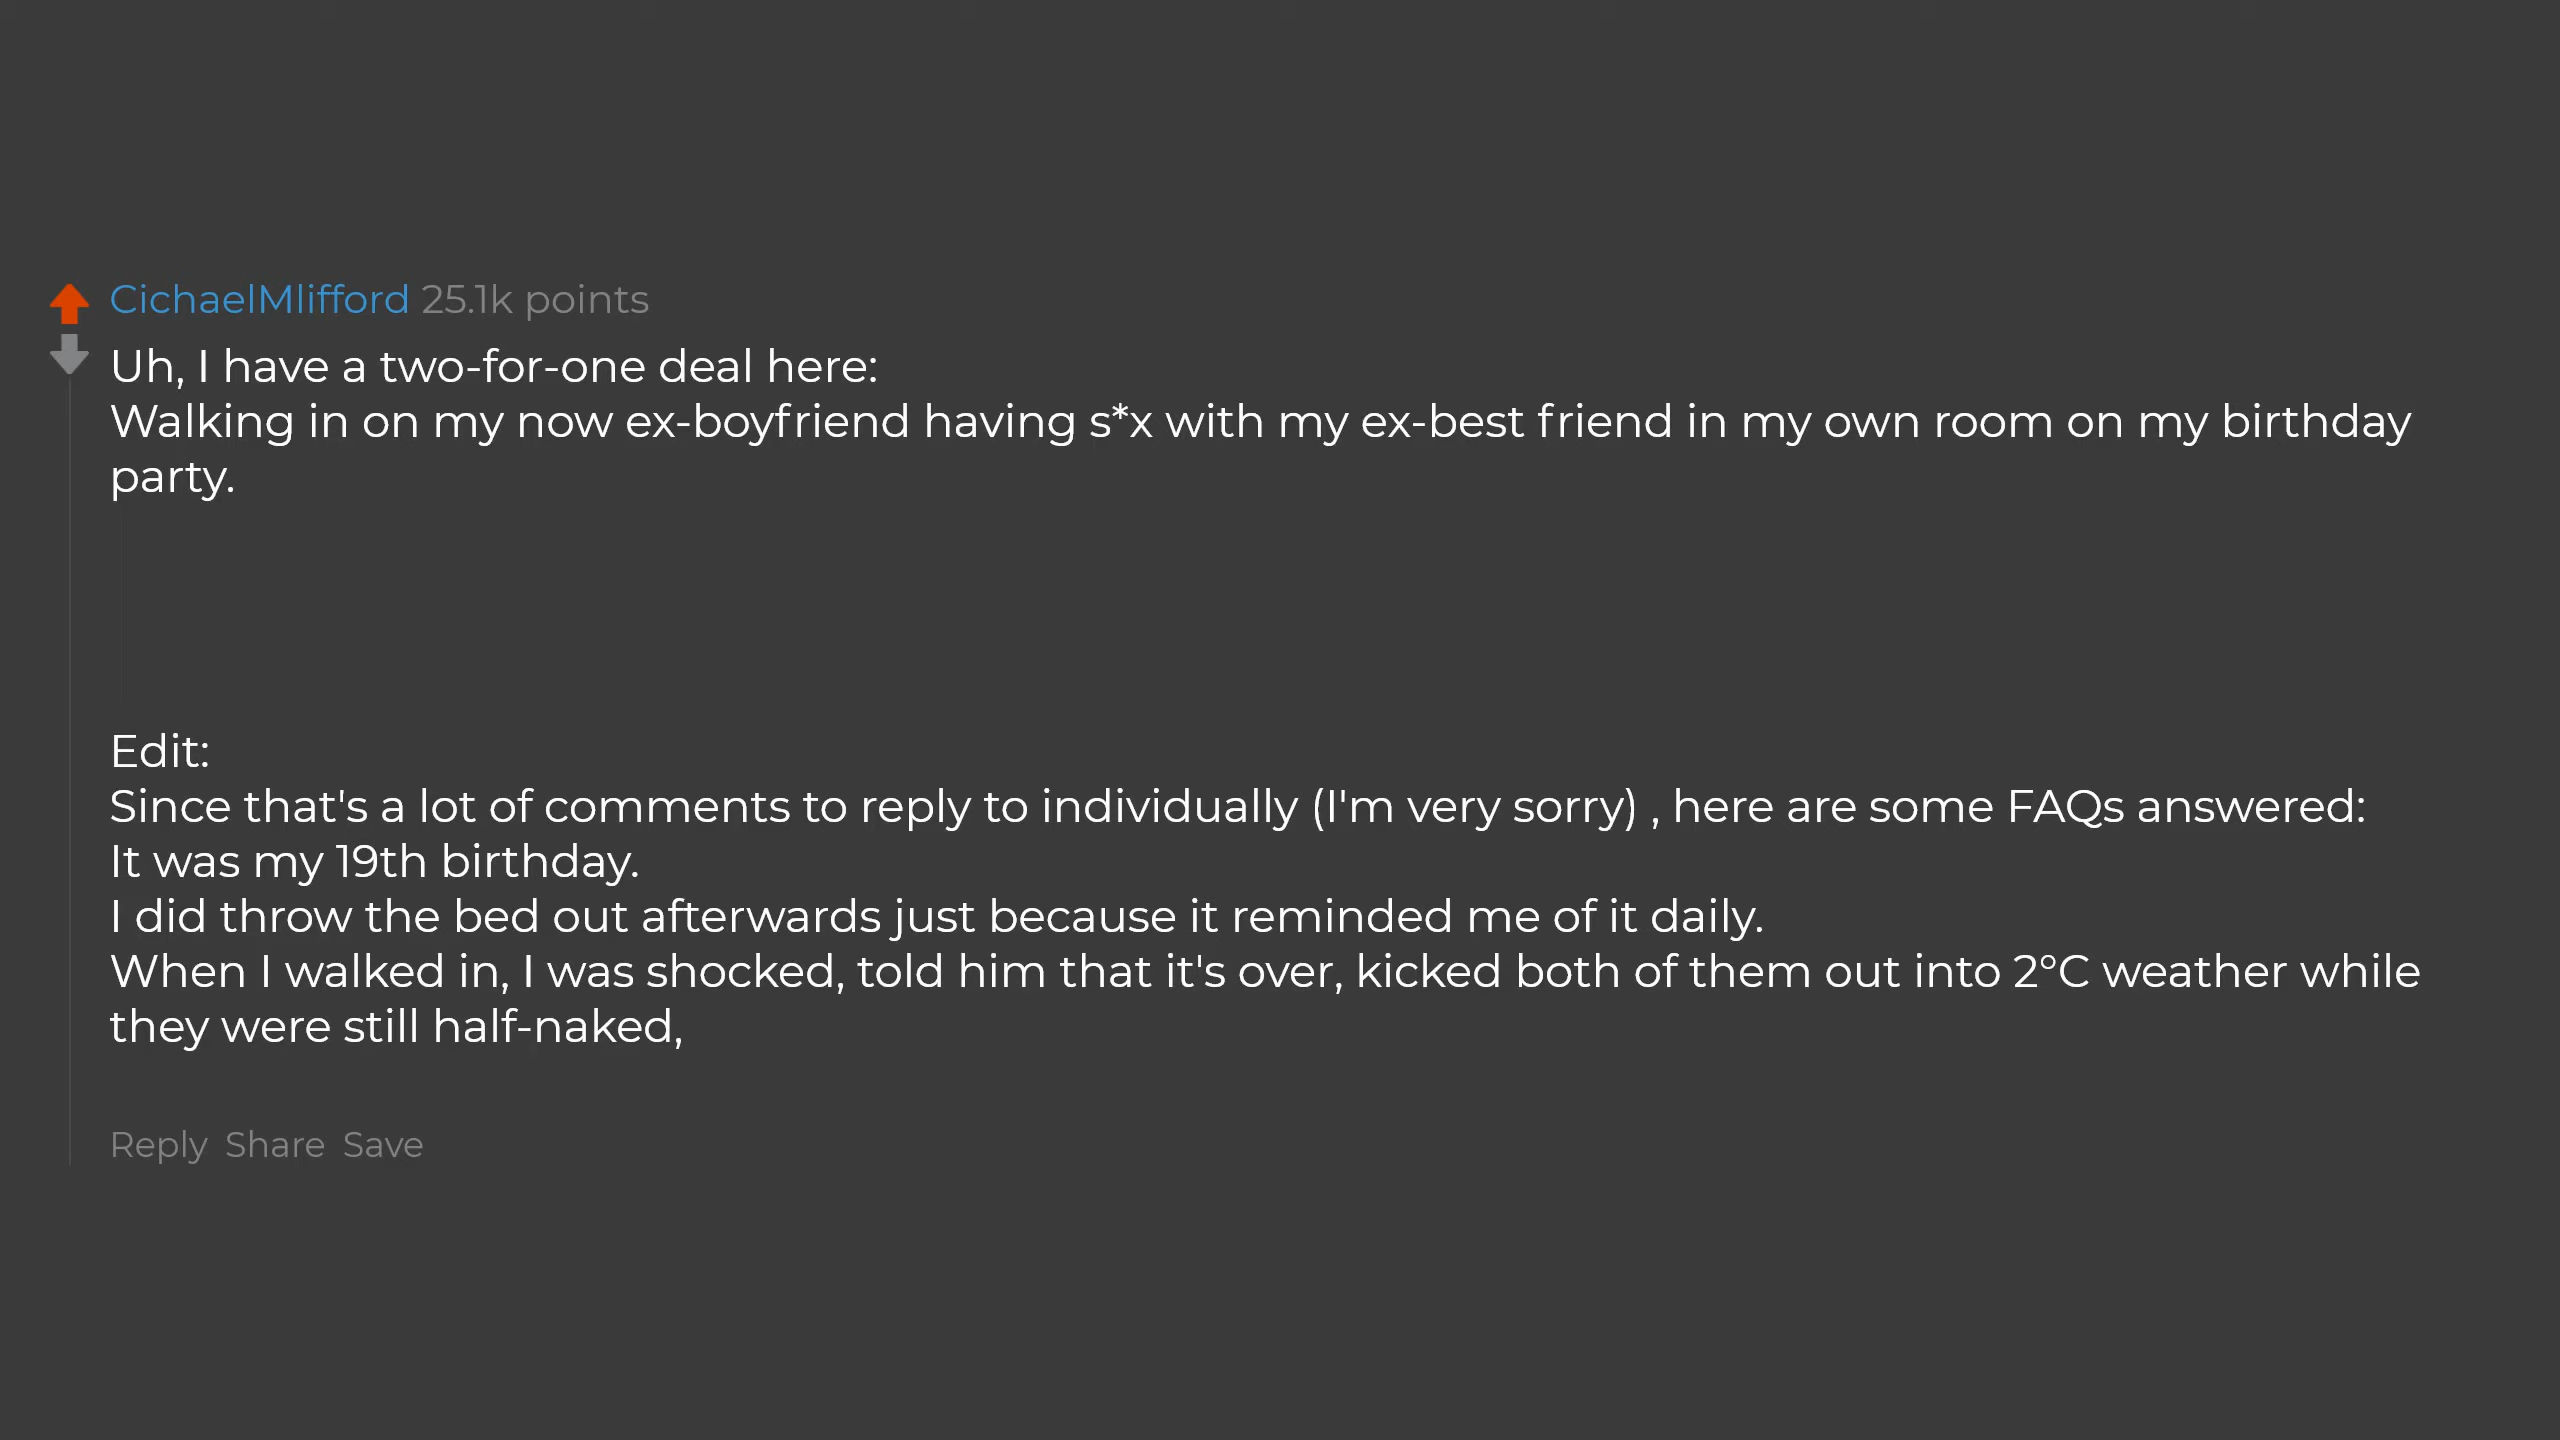 CichaelMlifford 25.1k points
Uh, I have a two-for-one deal here:
Walking in on my now ex-boyfriend having s*x with my ex-best friend in my own room on my birthday
party.
Edit:
Since that's a lot of comments to reply to individually (I'm very sorry) , here are some FAQs answered:
It was my 19th birthday.
I did throw the bed out afterwards just because it reminded me of it daily.
When I walked in, I was shocked, told him that it's over, kicked both of them out into 2°C weather while
they were still half-naked,
Reply Share Save